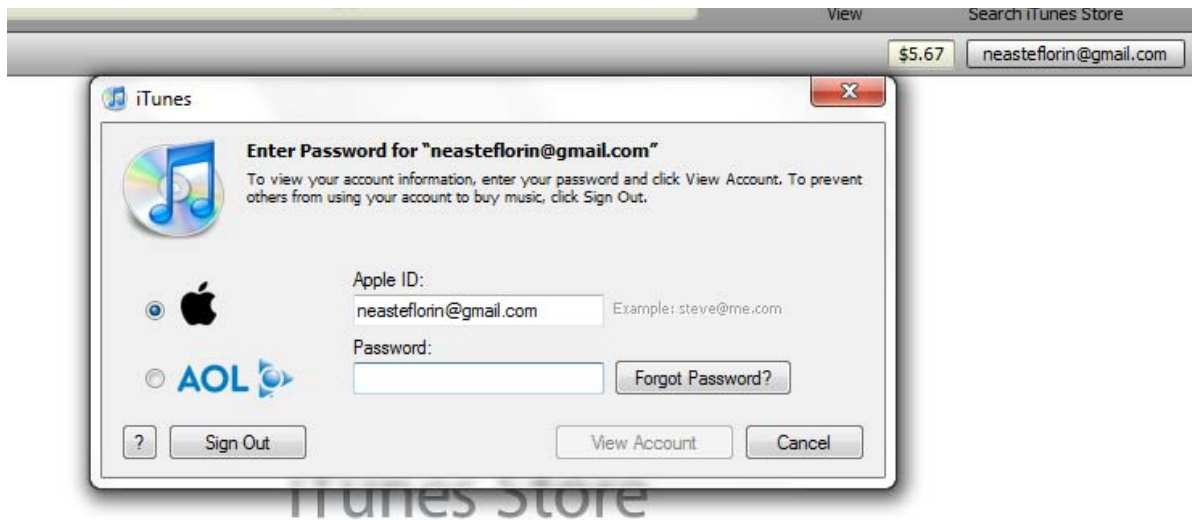 View Search iTunes Store
$5.67 neasteflorin@gmail.com
iTunes
Enter Password for “neasteflorin@gmail.com”
To view your account information, enter your password and click View Account. To prevent
others from using your account to buy music, click Sign Out.
Apple ID:
neasteflorin@gmail.com Example: steve@me.com
Password:
AOL Forgot Password?
? Sign Out View Account Cancel
iTunes Store